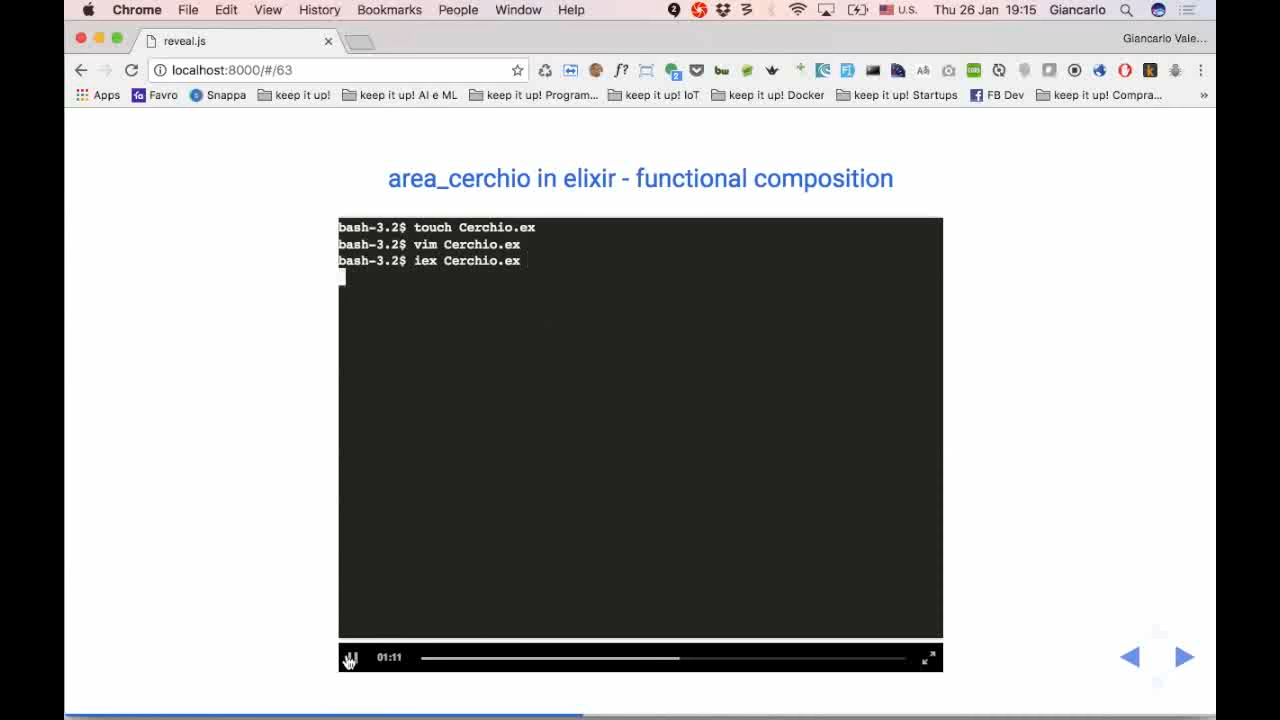 Chrome File Edit View History Bookmarks People Window Help U.S. Thu 26 Jan 19:15 Giancarlo
reveal.js Giancarlo Vale...
localhost:8000/#/63
Apps Favro Snappa keep it up! keep it up! AI e ML keep it up! Program... keep it up! IoT keep it up! Docker keep it up! Startups FB Dev keep it up! Compra... »
area_cerchio in elixir - functional composition
bash-3.2$ touch Cerchio.ex
bash-3.2$ vim Cerchio.ex
bash-3.2$ iex Cerchio.ex
01:11